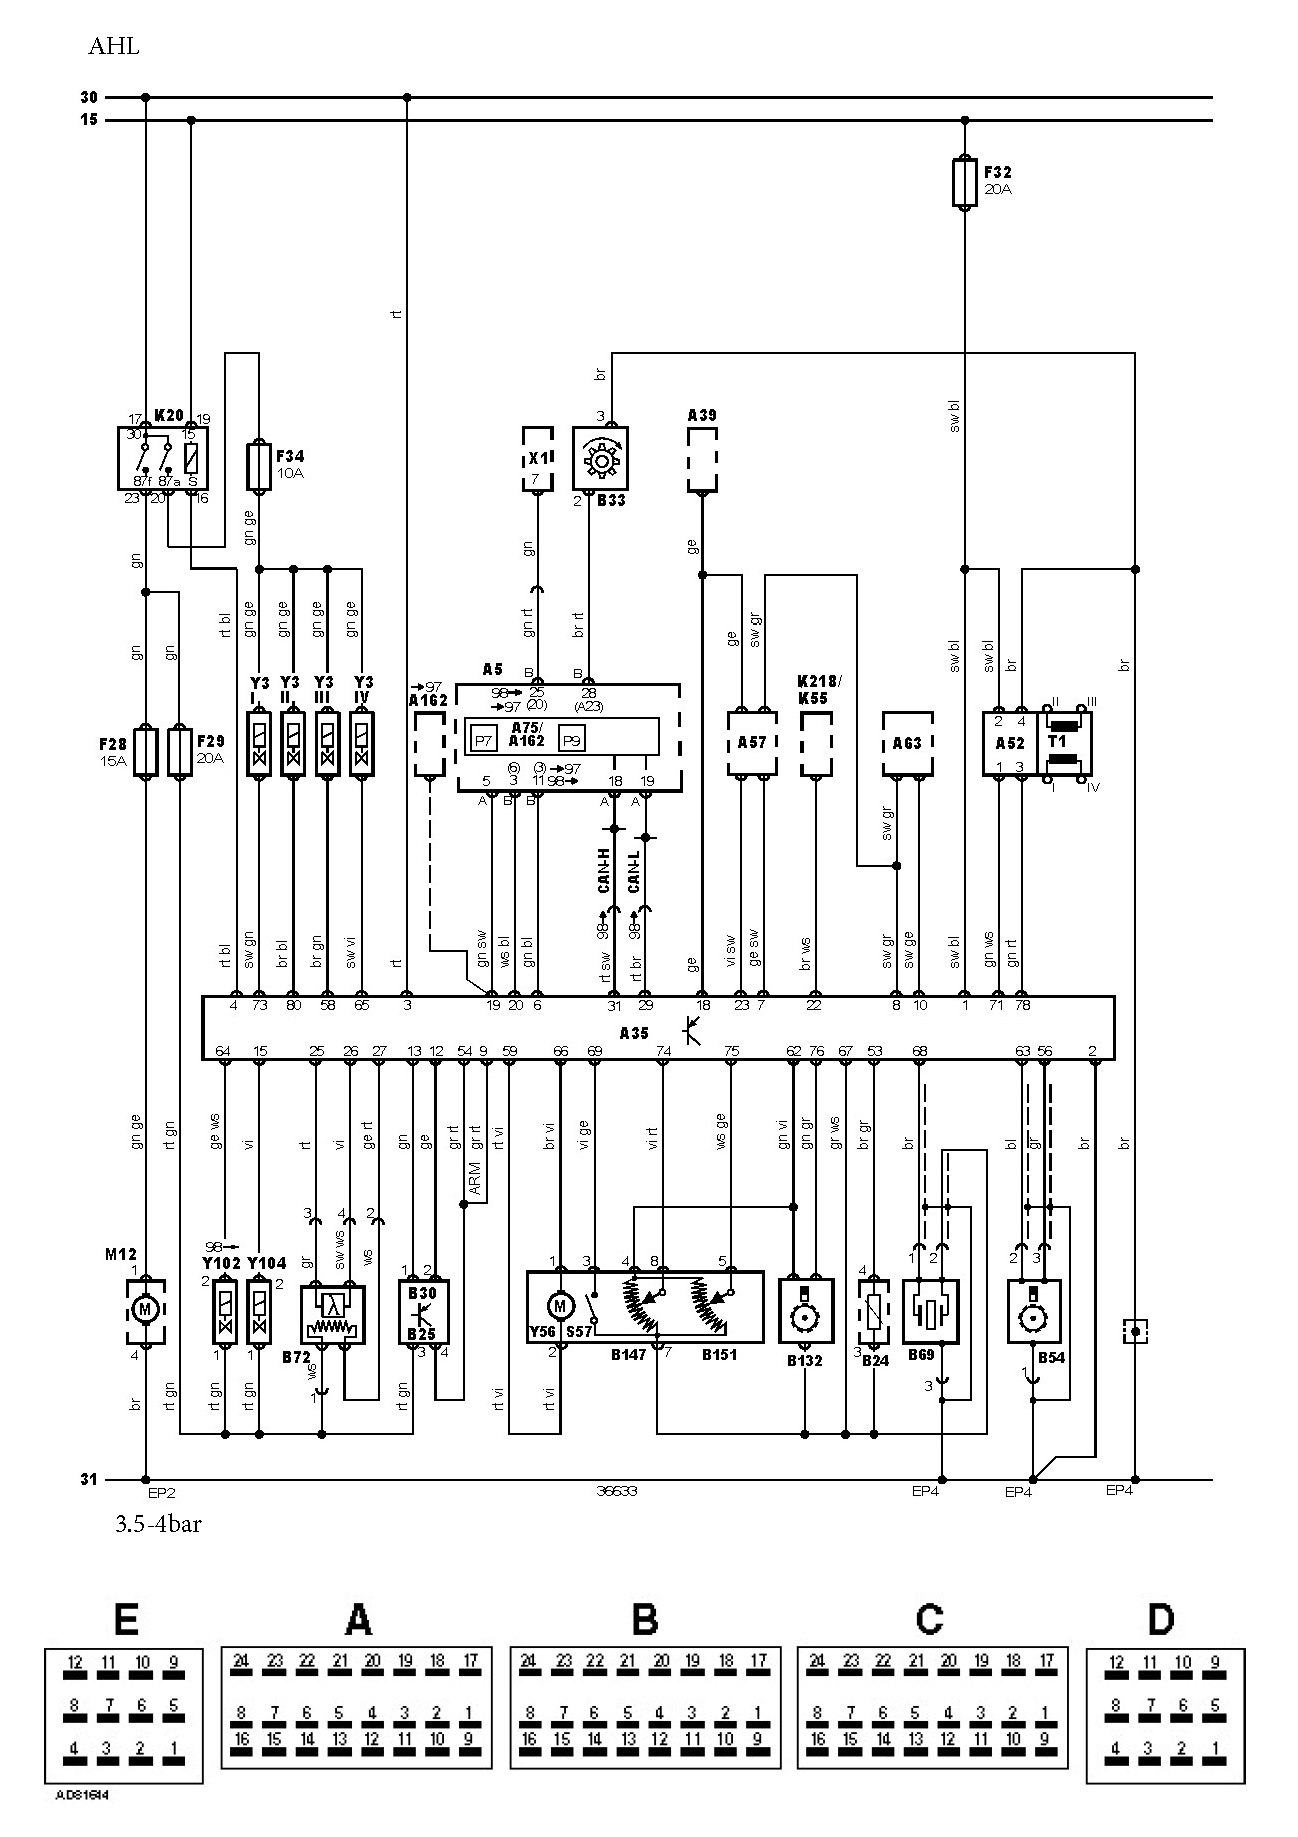 AHL
30
15
F32
20A
rt
br
sw bl
17 K20 19
30 15
87f 87a S
23 20 16
F34
10A
X1
7
3
2 B33
A39
gn
gn ge
gn
ge
rt bl
gn ge
gn ge
gn ge
gn ge
gn rt
br rt
ge
sw gr
gn
gn
sw bl
sw bl
br
br
Y3 I
Y3 II
Y3 III
Y3 IV
→97
A162
A5
B B
98→ 25 28
→97 (20) (A23)
A75/
A162
P7 P9
(6) (3) →97
5 3 11 98→ 18 19
A B B A A
K218/
K55
A57
A63
II III
2 4
A52 T1
1 3
I IV
F28
15A
F29
20A
CAN-H
CAN-L
98→
98→
sw gr
rt bl
sw gn
br bl
br gn
sw vi
rt
gn sw
ws bl
gn bl
rt sw
rt br
ge
vi sw
ge sw
br ws
sw gr
sw ge
sw bl
gn ws
gn rt
4 73 80 58 65 3 19 20 6 31 29 18 23 7 22 8 10 1 71 78
A35
64 15 25 26 27 13 12 54 9 59 66 69 74 75 62 76 67 53 68 63 56 2
gn ge
rt gn
ge ws
vi
rt
vi
ge rt
gn
ge
gr rt
gr rt
rt vi
br vi
vi ge
vi rt
ws ge
gn vi
gn gr
gr ws
br gr
br
bl
gr
br
br
ARM
3 4 2
gr
sw ws
ws
M12
1
M
4
98→
Y102
2
1
Y104
2
1
λ
B72
ws
1
1 2
B30
B25
3 4
1 3 4 8 5
M
Y56 S57
2 B147 7 B151
B132
4
3 B24
1 2
B69
3
2 3
B54
1
br
rt gn
rt gn
rt gn
rt gn
rt vi
rt vi
31
EP2
36633
EP4
EP4
EP4
3.5-4bar
E A B C D
12 11 10 9
8 7 6 5
4 3 2 1
24 23 22 21 20 19 18 17
8 7 6 5 4 3 2 1
16 15 14 13 12 11 10 9
24 23 22 21 20 19 18 17
8 7 6 5 4 3 2 1
16 15 14 13 12 11 10 9
24 23 22 21 20 19 18 17
8 7 6 5 4 3 2 1
16 15 14 13 12 11 10 9
12 11 10 9
8 7 6 5
4 3 2 1